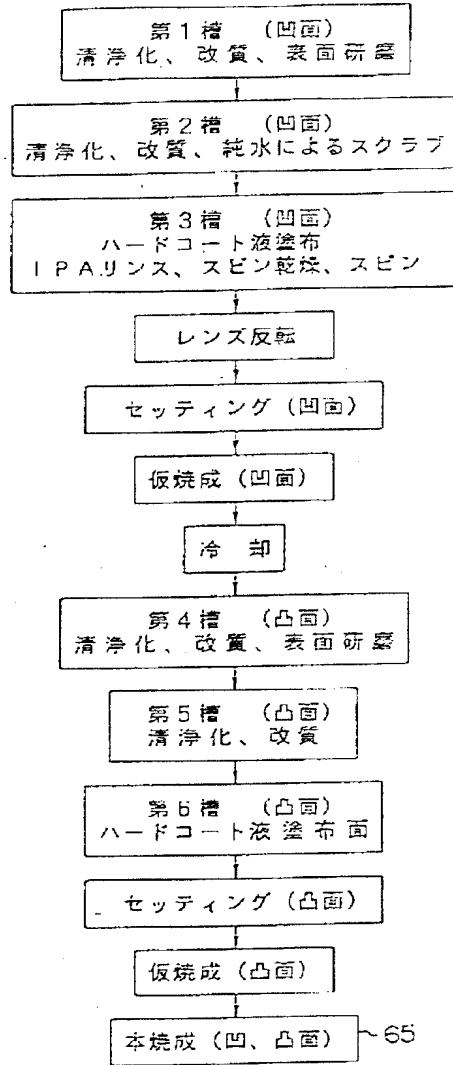 第1槽 (凹面)
清浄化、改質、表面研磨
第2槽 (凹面)
清浄化、改質、純水によるスクラブ
第3槽 (凹面)
ハードコート液塗布
IPAリンス、スピン乾燥、スピン
レンズ反転
セッティング(凹面)
仮焼成(凹面)
冷却
第4槽 (凸面)
清浄化、改質、表面研磨
第5槽 (凸面)
清浄化、改質
第6槽 (凸面)
ハードコート液塗布面
セッティング(凸面)
仮焼成(凸面)
本焼成(凹、凸面) 65